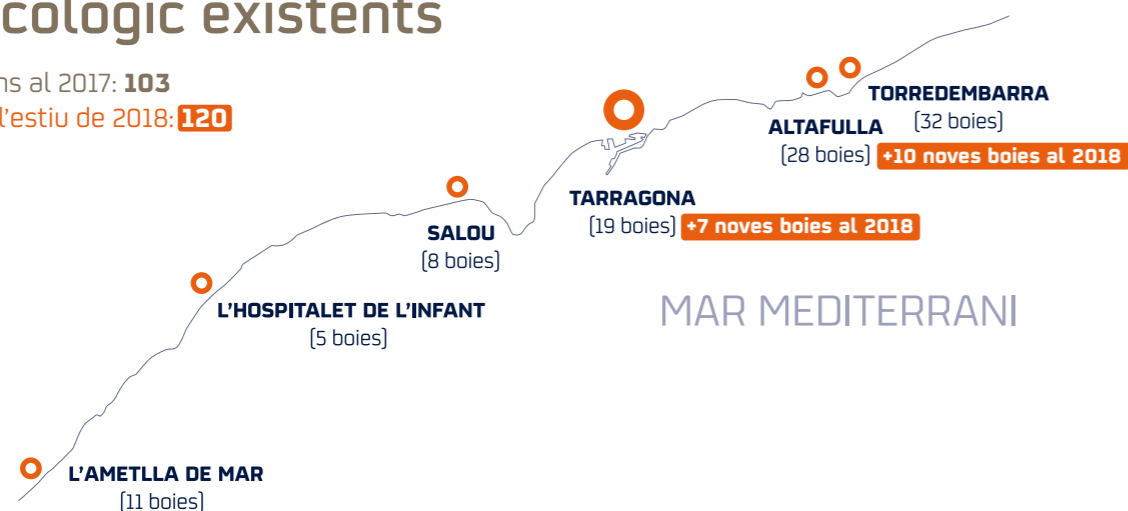 cològic existents
ns al 2017: 103
l'estiu de 2018: 120
TORREDEMBARRA
(32 boies)
ALTAFULLA
(28 boies) +10 noves boies al 2018
TARRAGONA
(19 boies) +7 noves boies al 2018
SALOU
(8 boies)
L'HOSPITALET DE L'INFANT
(5 boies)
MAR MEDITERRANI
L'AMETLLA DE MAR
(11 boies)